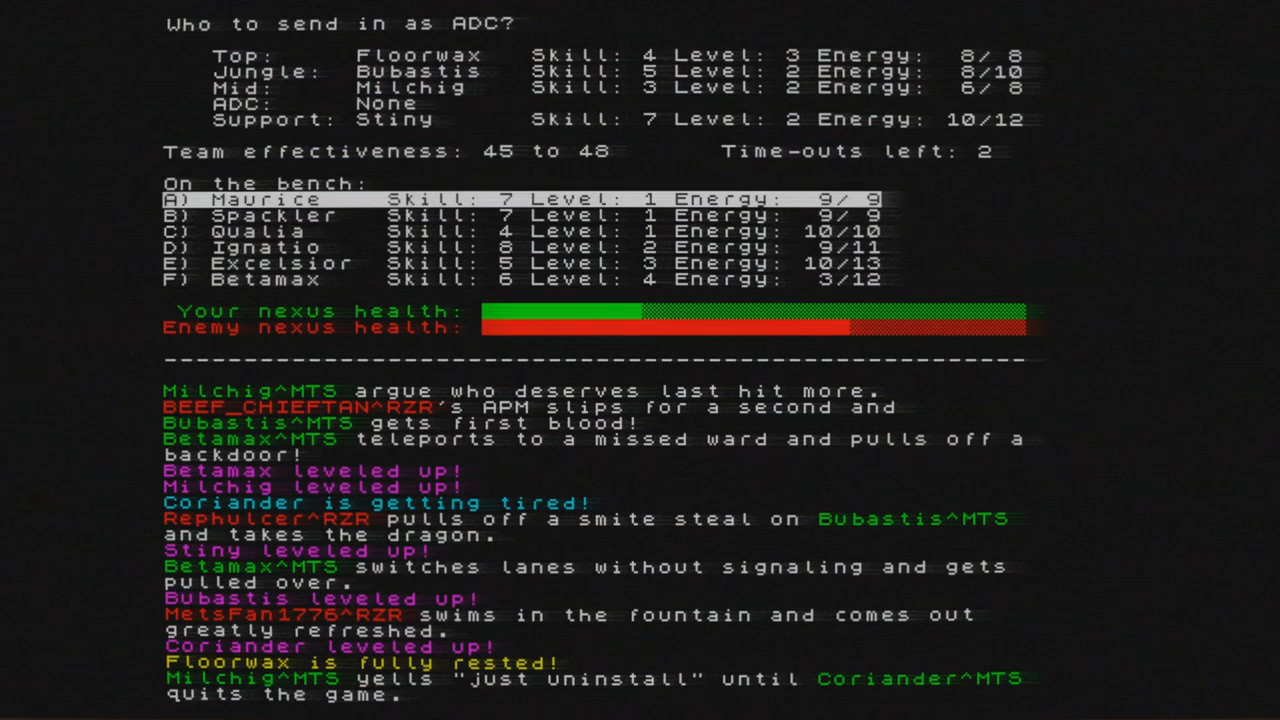 Who to send in as ADC?
Top: Floorwax Skill: 4 Level: 3 Energy: 8/ 8
Jungle: Bubastis Skill: 5 Level: 2 Energy: 8/10
Mid: Milchig Skill: 3 Level: 2 Energy: 6/ 8
ADC: None
Support: Stiny Skill: 7 Level: 2 Energy: 10/12
Team effectiveness: 45 to 48 Time-outs left: 2
On the bench:
A) Maurice Skill: 7 Level: 1 Energy: 9/ 9
B) Spackler Skill: 7 Level: 1 Energy: 9/ 9
C) Qualia Skill: 4 Level: 1 Energy: 10/10
D) Ignatio Skill: 8 Level: 2 Energy: 9/11
E) Excelsior Skill: 5 Level: 3 Energy: 10/13
F) Betamax Skill: 6 Level: 4 Energy: 3/12
Your nexus health:
Enemy nexus health:
Milchig^MTS argue who deserves last hit more.
BEEF_CHIEFTAN^RZR's APM slips for a second and
Bubastis^MTS gets first blood!
Betamax^MTS teleports to a missed ward and pulls off a
backdoor!
Betamax leveled up!
Milchig leveled up!
Coriander is getting tired!
Rephulcer^RZR pulls off a smite steal on Bubastis^MTS
and takes the dragon.
Stiny leveled up!
Betamax^MTS switches lanes without signaling and gets
pulled over.
Bubastis leveled up!
MetsFan1776^RZR swims in the fountain and comes out
greatly refreshed.
Coriander leveled up!
Floorwax is fully rested!
Milchig^MTS yells "just uninstall" until Coriander^MTS
quits the game.